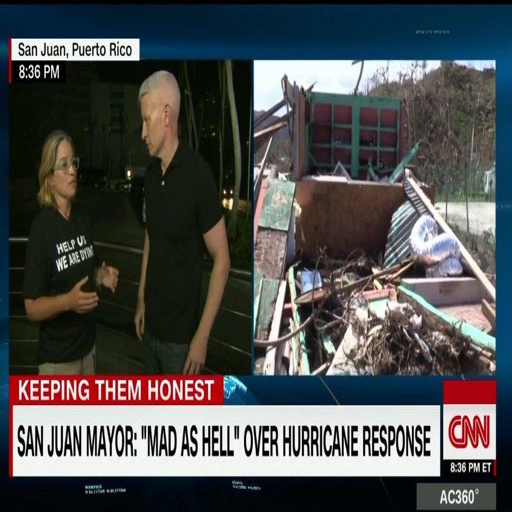 San Juan, Puerto Rico
8:36 PM
HELP US
WE ARE DYING
KEEPING THEM HONEST
SAN JUAN MAYOR: "MAD AS HELL" OVER HURRICANE RESPONSE
CNN
8:36 PM ET
AC360°